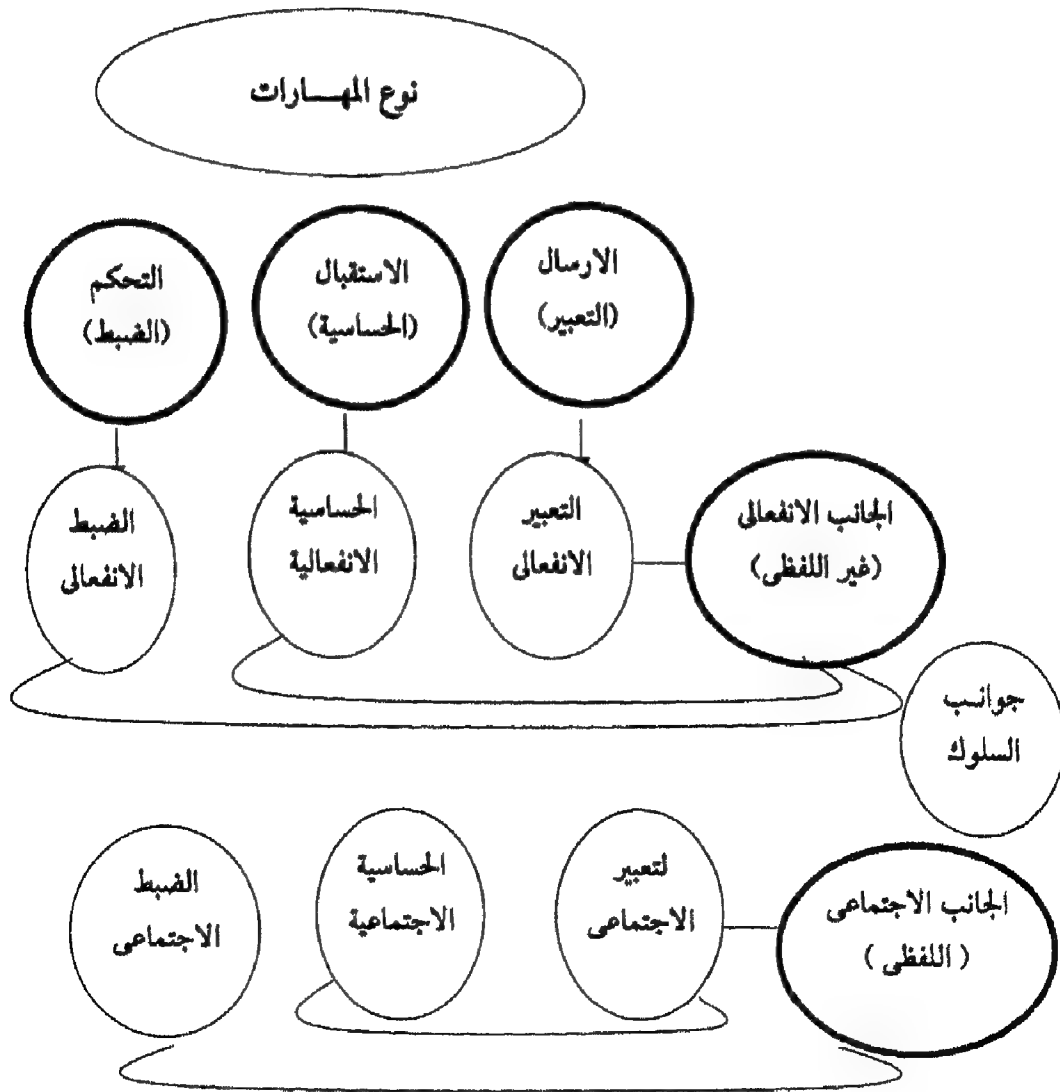 نوع المهـــارات
الارسال
(التعبير)
الاستقبال
(الحساسية)
التحكم
(الضبط)
الجانب الانفعالى
(غير اللفظى)
التعبير
الانفعالى
الحساسية
الانفعالية
الضبط
الانفعالى
جوانب
السلوك
الجانب الاجتماعى
( اللفظى )
لتعبير
الاجتماعى
الحساسية
الاجتماعية
الضبط
الاجتماعى